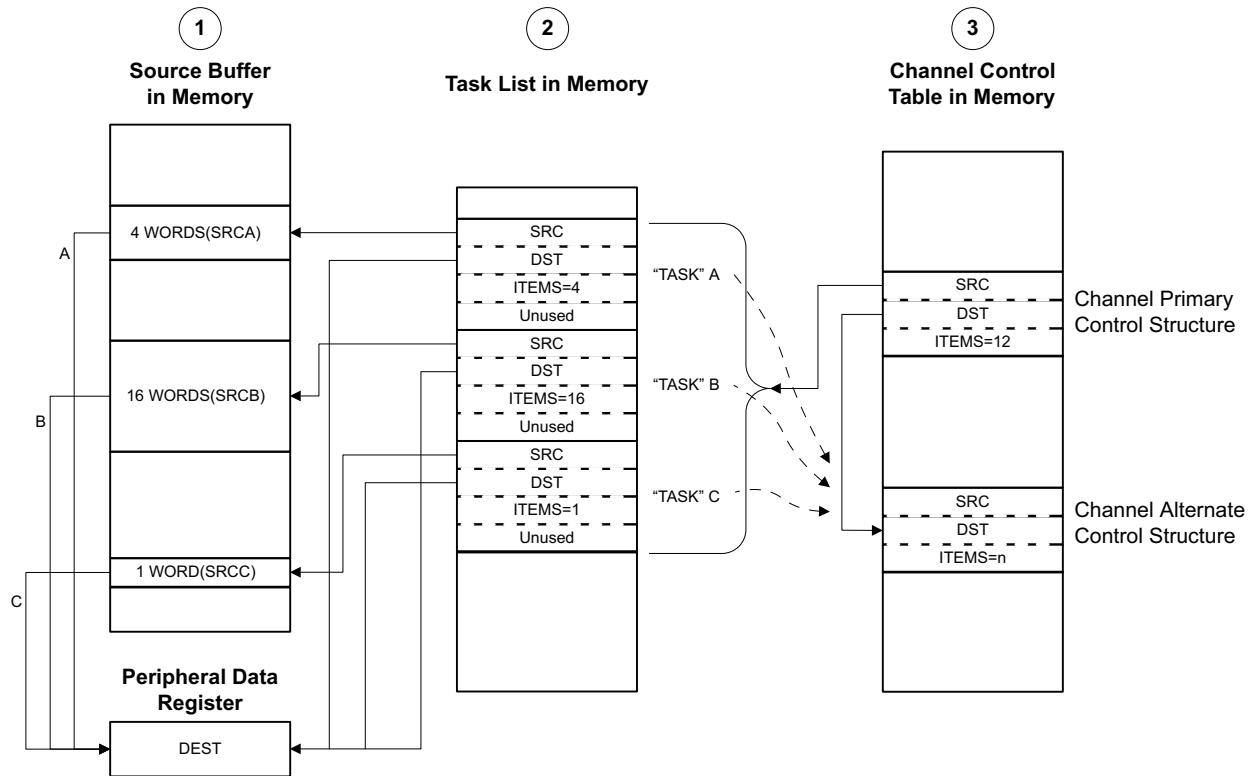 1
Source Buffer
in Memory
4 WORDS(SRCA)
16 WORDS(SRCB)
1 WORD(SRCC)
A
B
C
Peripheral Data
Register
DEST
2
Task List in Memory
SRC
DST
ITEMS=4
Unused
SRC
DST
ITEMS=16
Unused
SRC
DST
ITEMS=1
Unused
“TASK” A
“TASK” B
“TASK” C
3
Channel Control
Table in Memory
SRC
DST
ITEMS=12
Channel Primary
Control Structure
SRC
DST
ITEMS=n
Channel Alternate
Control Structure